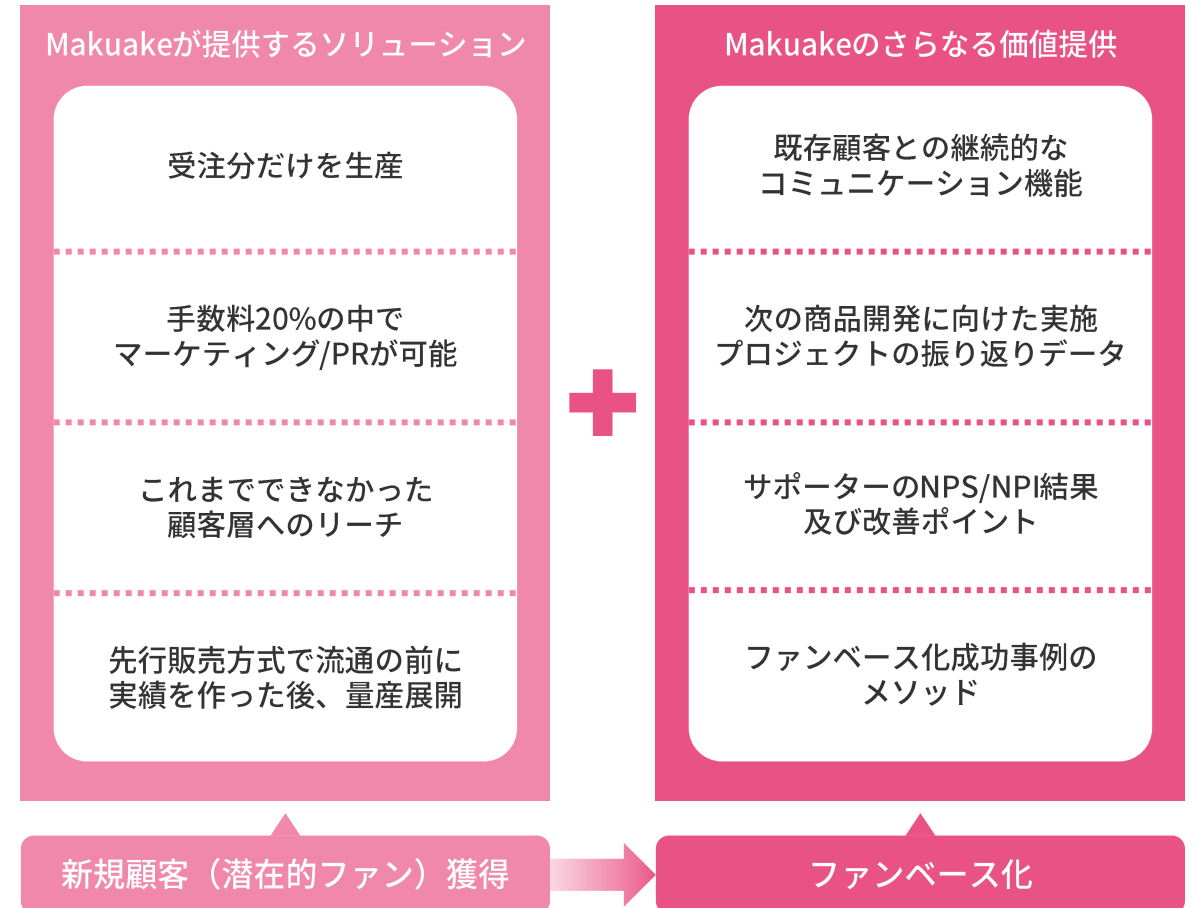 Makuakeが提供するソリューション
受注分だけを生産
手数料20%の中で
マーケティング/PRが可能
これまでできなかった
顧客層へのリーチ
先行販売方式で流通の前に
実績を作った後、量産展開
新規顧客（潜在的ファン）獲得
Makuakeのさらなる価値提供
既存顧客との継続的な
コミュニケーション機能
次の商品開発に向けた実施
プロジェクトの振り返りデータ
サポーターのNPS/NPI結果
及び改善ポイント
ファンベース化成功事例の
メソッド
ファンベース化